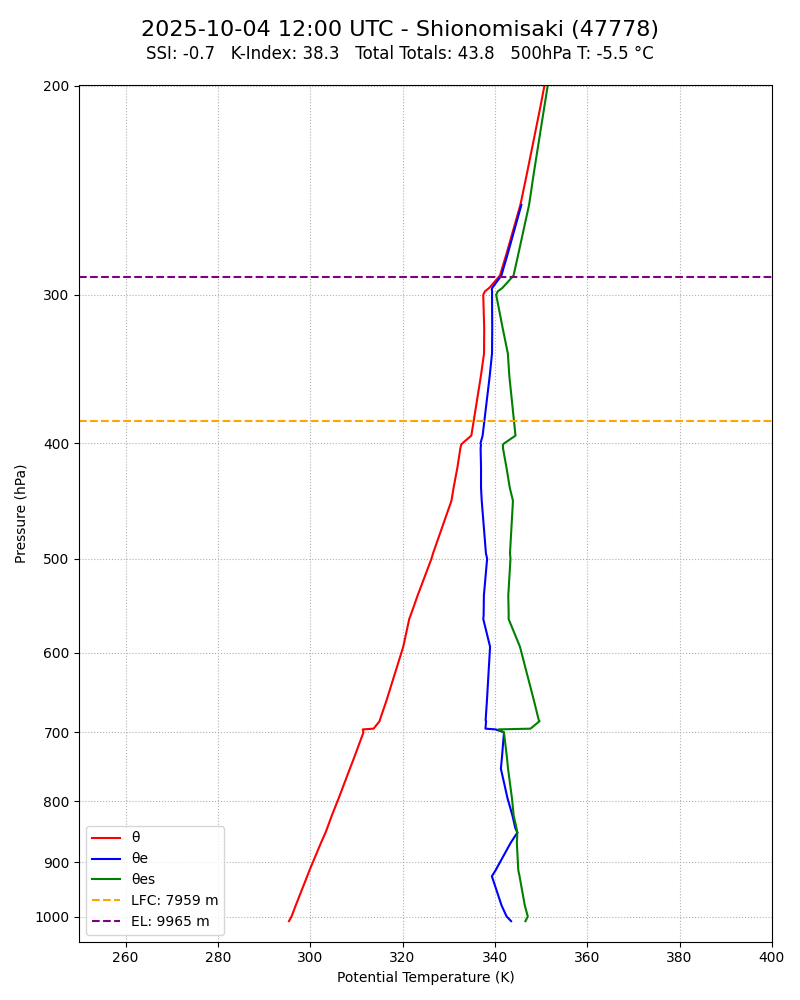 2025-10-04 12:00 UTC - Shionomisaki (47778)
SSI: -0.7 K-Index: 38.3 Total Totals: 43.8 500hPa T: -5.5 °C
200
300
400
500
600
700
800
900
1000
Pressure (hPa)
θ
θe
θes
LFC: 7959 m
EL: 9965 m
260 280 300 320 340 360 380 400
Potential Temperature (K)